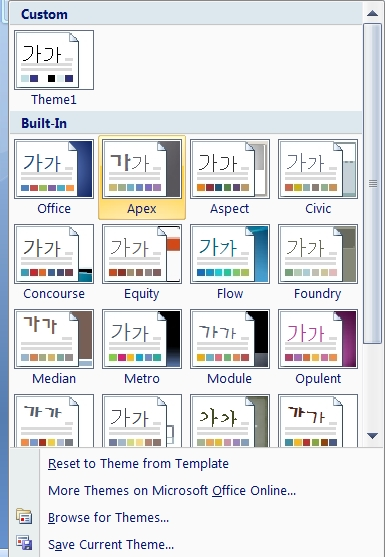 Custom
가가
Theme1
Built-In
가가 가가 가가 가가
Office Apex Aspect Civic
가가 가가 가가 가가
Concourse Equity Flow Foundry
가가 가가 가가 가가
Median Metro Module Opulent
가가 가가 가가
Reset to Theme from Template
More Themes on Microsoft Office Online...
Browse for Themes...
Save Current Theme...